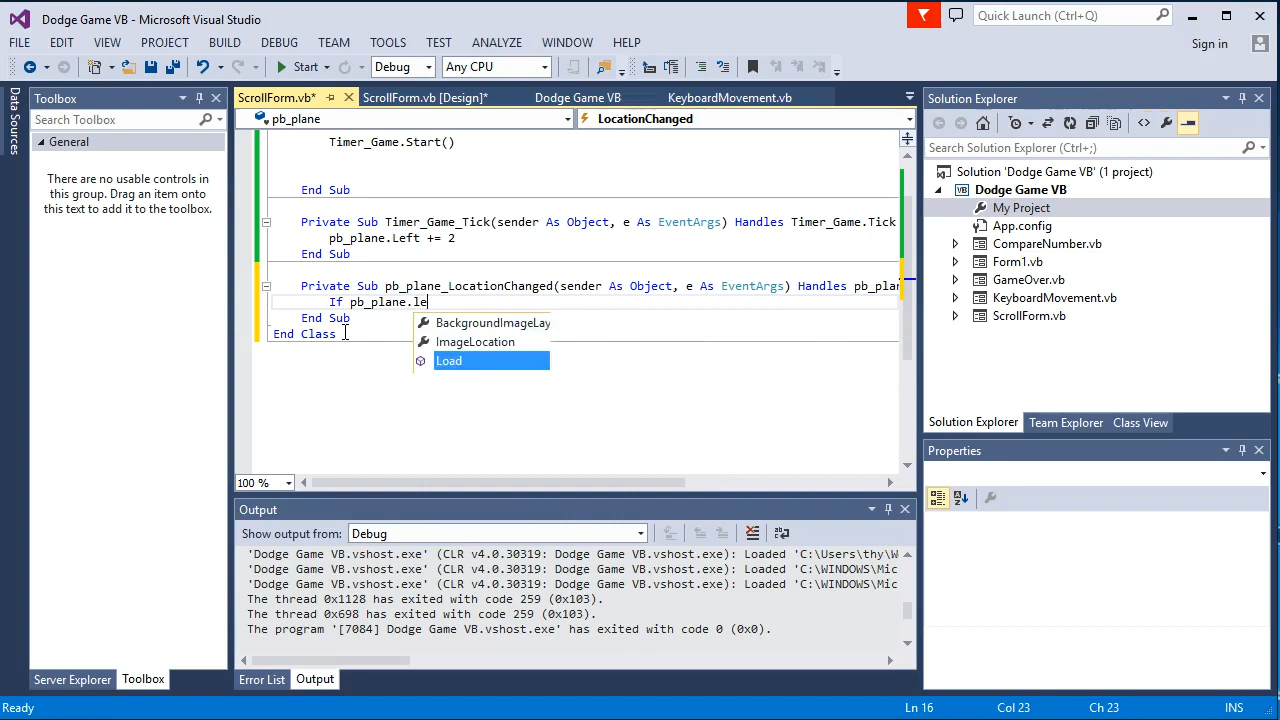 Dodge Game VB - Microsoft Visual Studio
Quick Launch (Ctrl+Q)
FILE EDIT VIEW PROJECT BUILD DEBUG TEAM TOOLS TEST ANALYZE WINDOW HELP
Sign in
Start Debug Any CPU
Data Sources
Toolbox
Search Toolbox
General
There are no usable controls in
this group. Drag an item onto
this text to add it to the toolbox.
Server Explorer Toolbox
ScrollForm.vb* ScrollForm.vb [Design]* Dodge Game VB KeyboardMovement.vb
pb_plane LocationChanged
Timer_Game.Start()
End Sub
Private Sub Timer_Game_Tick(sender As Object, e As EventArgs) Handles Timer_Game.Tick
pb_plane.Left += 2
End Sub
Private Sub pb_plane_LocationChanged(sender As Object, e As EventArgs) Handles pb_plan
If pb_plane.le
End Sub
End Class
BackgroundImageLay
ImageLocation
Load
100 %
Output
Show output from: Debug
'Dodge Game VB.vshost.exe' (CLR v4.0.30319: Dodge Game VB.vshost.exe): Loaded 'C:\Users\thy\W
'Dodge Game VB.vshost.exe' (CLR v4.0.30319: Dodge Game VB.vshost.exe): Loaded 'C:\WINDOWS\Mic
'Dodge Game VB.vshost.exe' (CLR v4.0.30319: Dodge Game VB.vshost.exe): Loaded 'C:\WINDOWS\Mic
The thread 0x1128 has exited with code 259 (0x103).
The thread 0x698 has exited with code 259 (0x103).
The program '[7084] Dodge Game VB.vshost.exe' has exited with code 0 (0x0).
Error List Output
Solution Explorer
Search Solution Explorer (Ctrl+;)
Solution 'Dodge Game VB' (1 project)
Dodge Game VB
My Project
App.config
CompareNumber.vb
Form1.vb
GameOver.vb
KeyboardMovement.vb
ScrollForm.vb
Solution Explorer Team Explorer Class View
Properties
Ready Ln 16 Col 23 Ch 23 INS